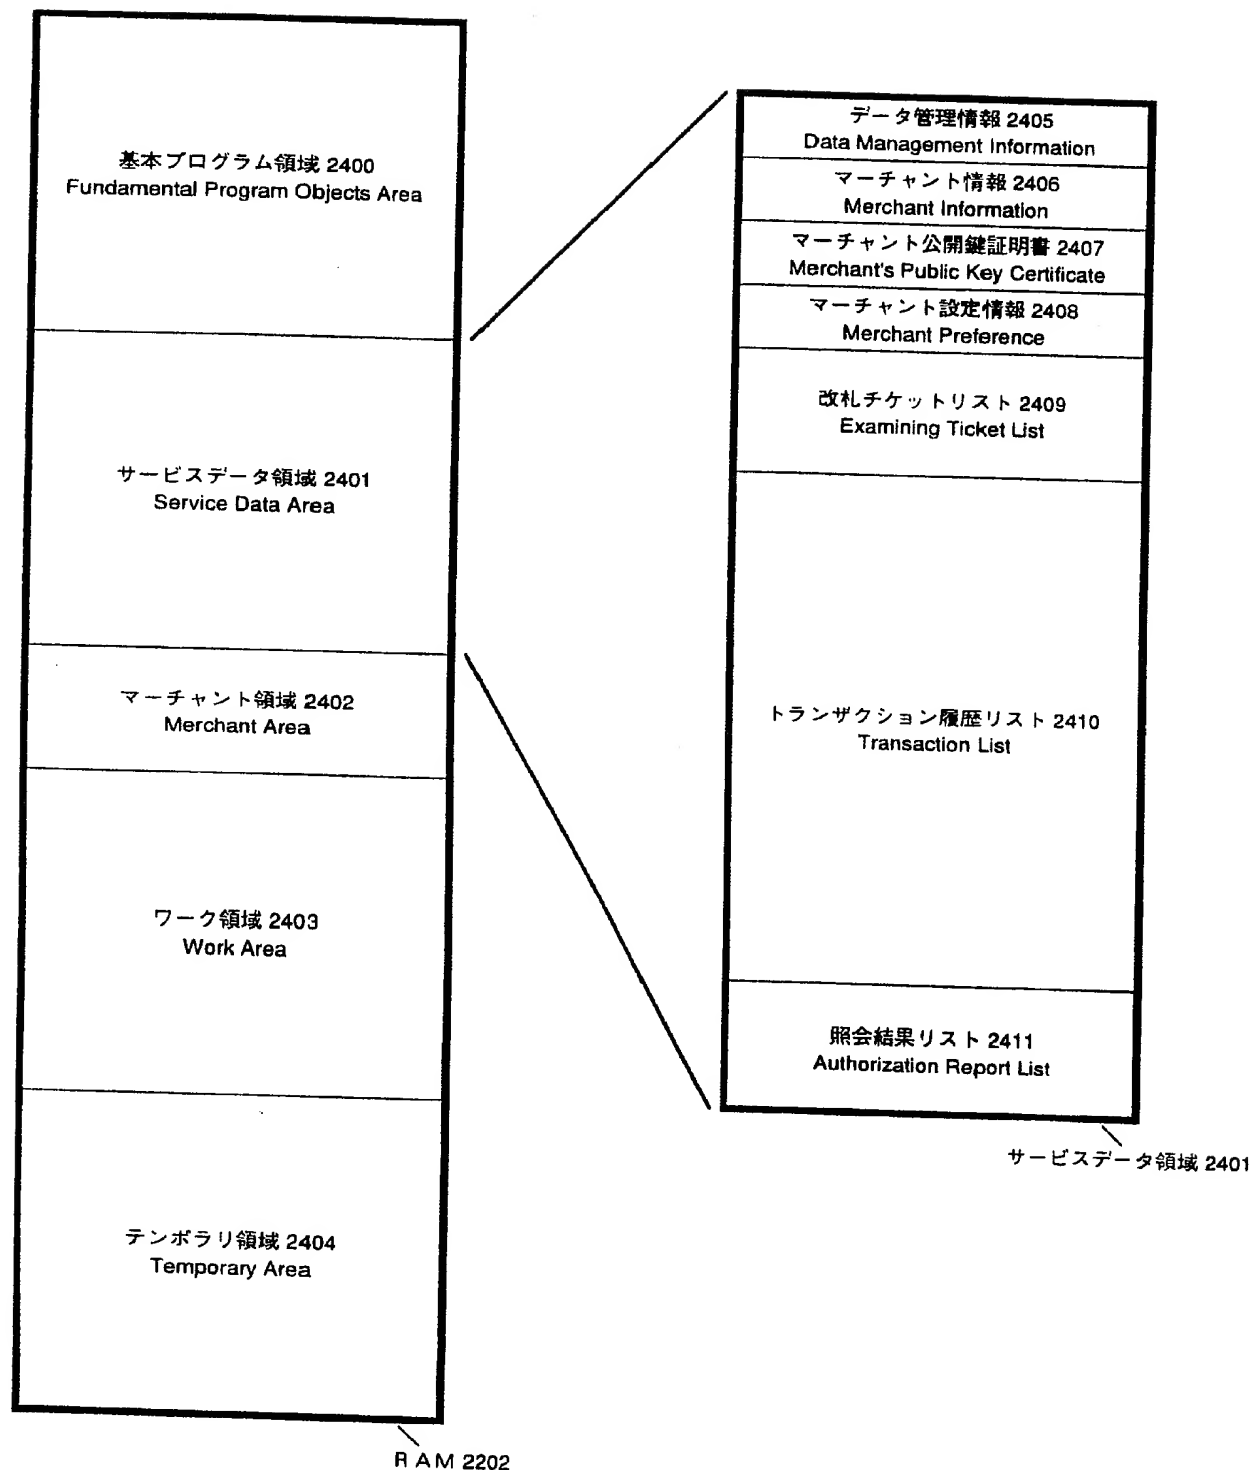 基本プログラム領域 2400
Fundamental Program Objects Area
サービスデータ領域 2401
Service Data Area
マーチャント領域 2402
Merchant Area
ワーク領域 2403
Work Area
テンポラリ領域 2404
Temporary Area
RAM 2202
データ管理情報 2405
Data Management Information
マーチャント情報 2406
Merchant Information
マーチャント公開鍵証明書 2407
Merchant's Public Key Certificate
マーチャント設定情報 2408
Merchant Preference
改札チケットリスト 2409
Examining Ticket List
トランザクション履歴リスト 2410
Transaction List
照会結果リスト 2411
Authorization Report List
サービスデータ領域 2401